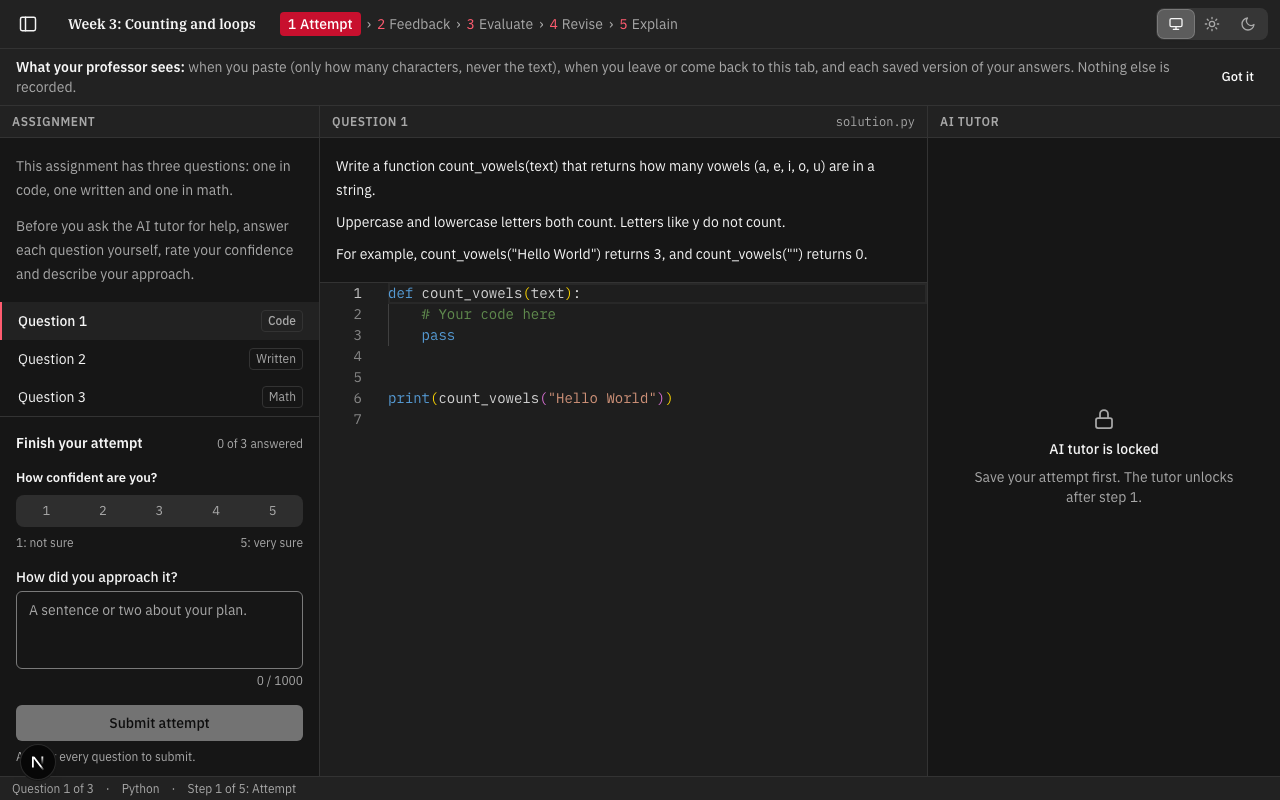 Week 3: Counting and loops
1 Attempt › 2 Feedback › 3 Evaluate › 4 Revise › 5 Explain
What your professor sees: when you paste (only how many characters, never the text), when you leave or come back to this tab, and each saved version of your answers. Nothing else is
recorded.
Got it
ASSIGNMENT
This assignment has three questions: one in
code, one written and one in math.
Before you ask the AI tutor for help, answer
each question yourself, rate your confidence
and describe your approach.
Question 1 Code
Question 2 Written
Question 3 Math
Finish your attempt 0 of 3 answered
How confident are you?
1 2 3 4 5
1: not sure 5: very sure
How did you approach it?
A sentence or two about your plan.
0 / 1000
Submit attempt
every question to submit.
QUESTION 1 solution.py
Write a function count_vowels(text) that returns how many vowels (a, e, i, o, u) are in a
string.
Uppercase and lowercase letters both count. Letters like y do not count.
For example, count_vowels("Hello World") returns 3, and count_vowels("") returns 0.
1 def count_vowels(text):
2 # Your code here
3 pass
4
5
6 print(count_vowels("Hello World"))
7
AI TUTOR
AI tutor is locked
Save your attempt first. The tutor unlocks
after step 1.
N
Question 1 of 3 · Python · Step 1 of 5: Attempt